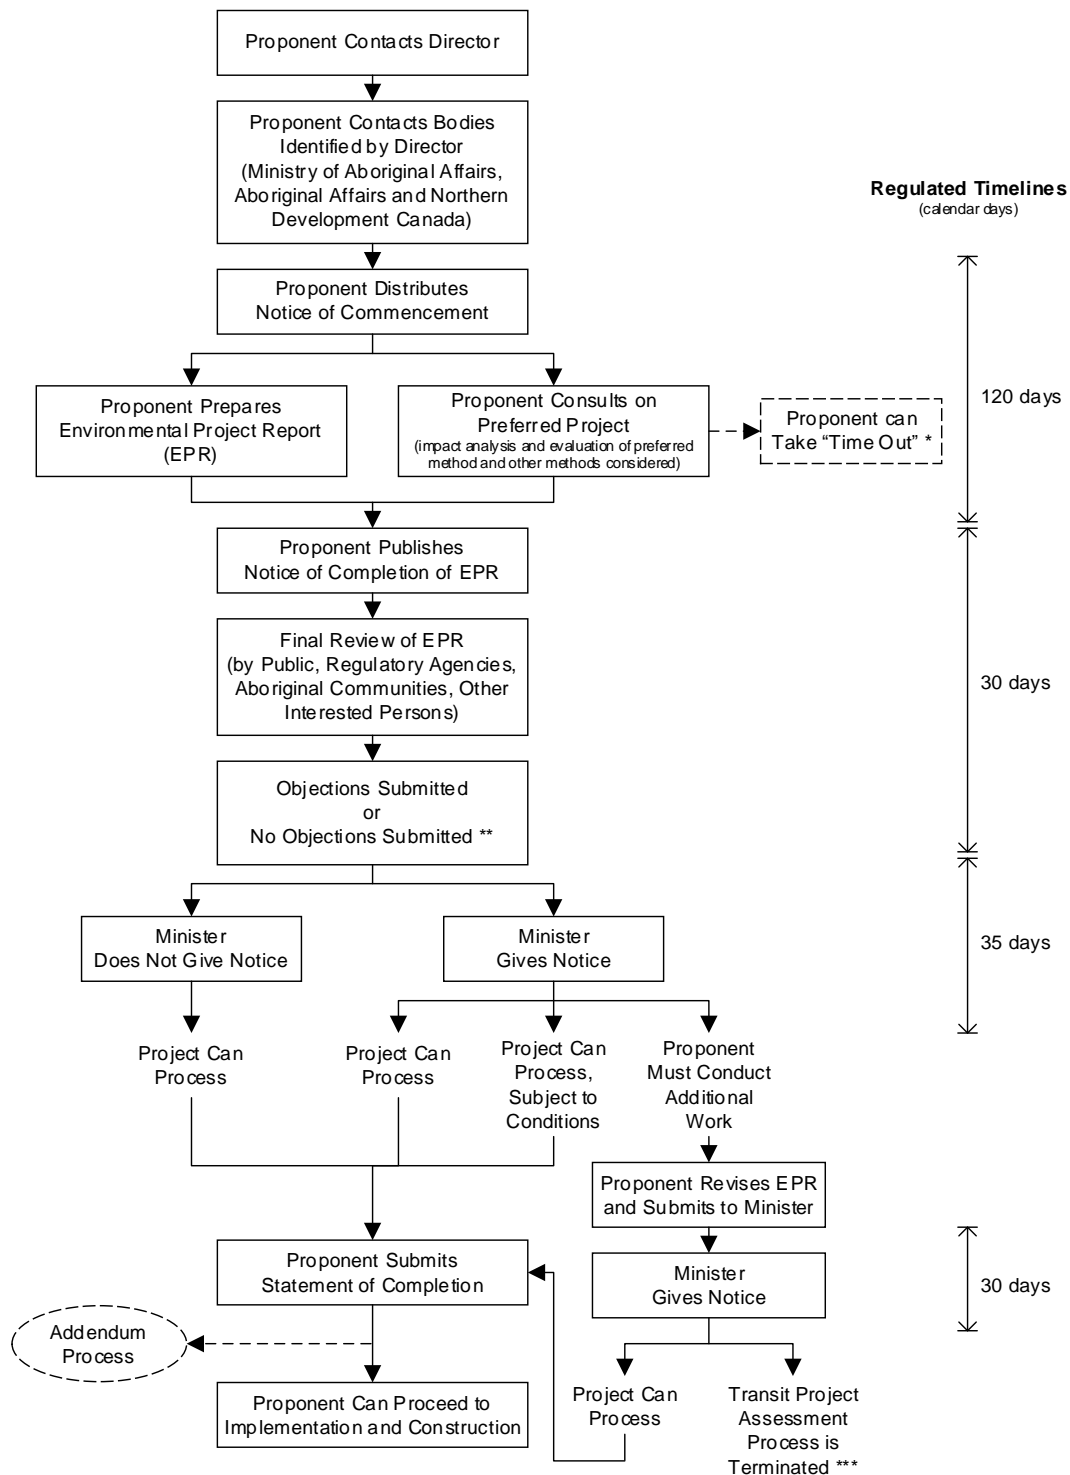 Proponent Contacts Director
Proponent Contacts Bodies
Identified by Director
(Ministry of Aboriginal Affairs,
Aboriginal Affairs and Northern
Development Canada)
Regulated Timelines
(calendar days)
Proponent Distributes
Notice of Commencement
Proponent Prepares
Environmental Project Report
(EPR)
Proponent Consults on
Preferred Project
(impact analysis and evaluation of preferred
method and other methods considered)
Proponent can
Take “Time Out” *
120 days
Proponent Publishes
Notice of Completion of EPR
Final Review of EPR
(by Public, Regulatory Agencies,
Aboriginal Communities, Other
Interested Persons)
30 days
Objections Submitted
or
No Objections Submitted **
Minister
Does Not Give Notice
Minister
Gives Notice
35 days
Project Can
Process
Project Can
Process
Project Can
Process,
Subject to
Conditions
Proponent
Must Conduct
Additional
Work
Proponent Revises EPR
and Submits to Minister
Proponent Submits
Statement of Completion
Minister
Gives Notice
30 days
Addendum
Process
Proponent Can Proceed to
Implementation and Construction
Project Can
Process
Transit Project
Assessment
Process is
Terminated ***